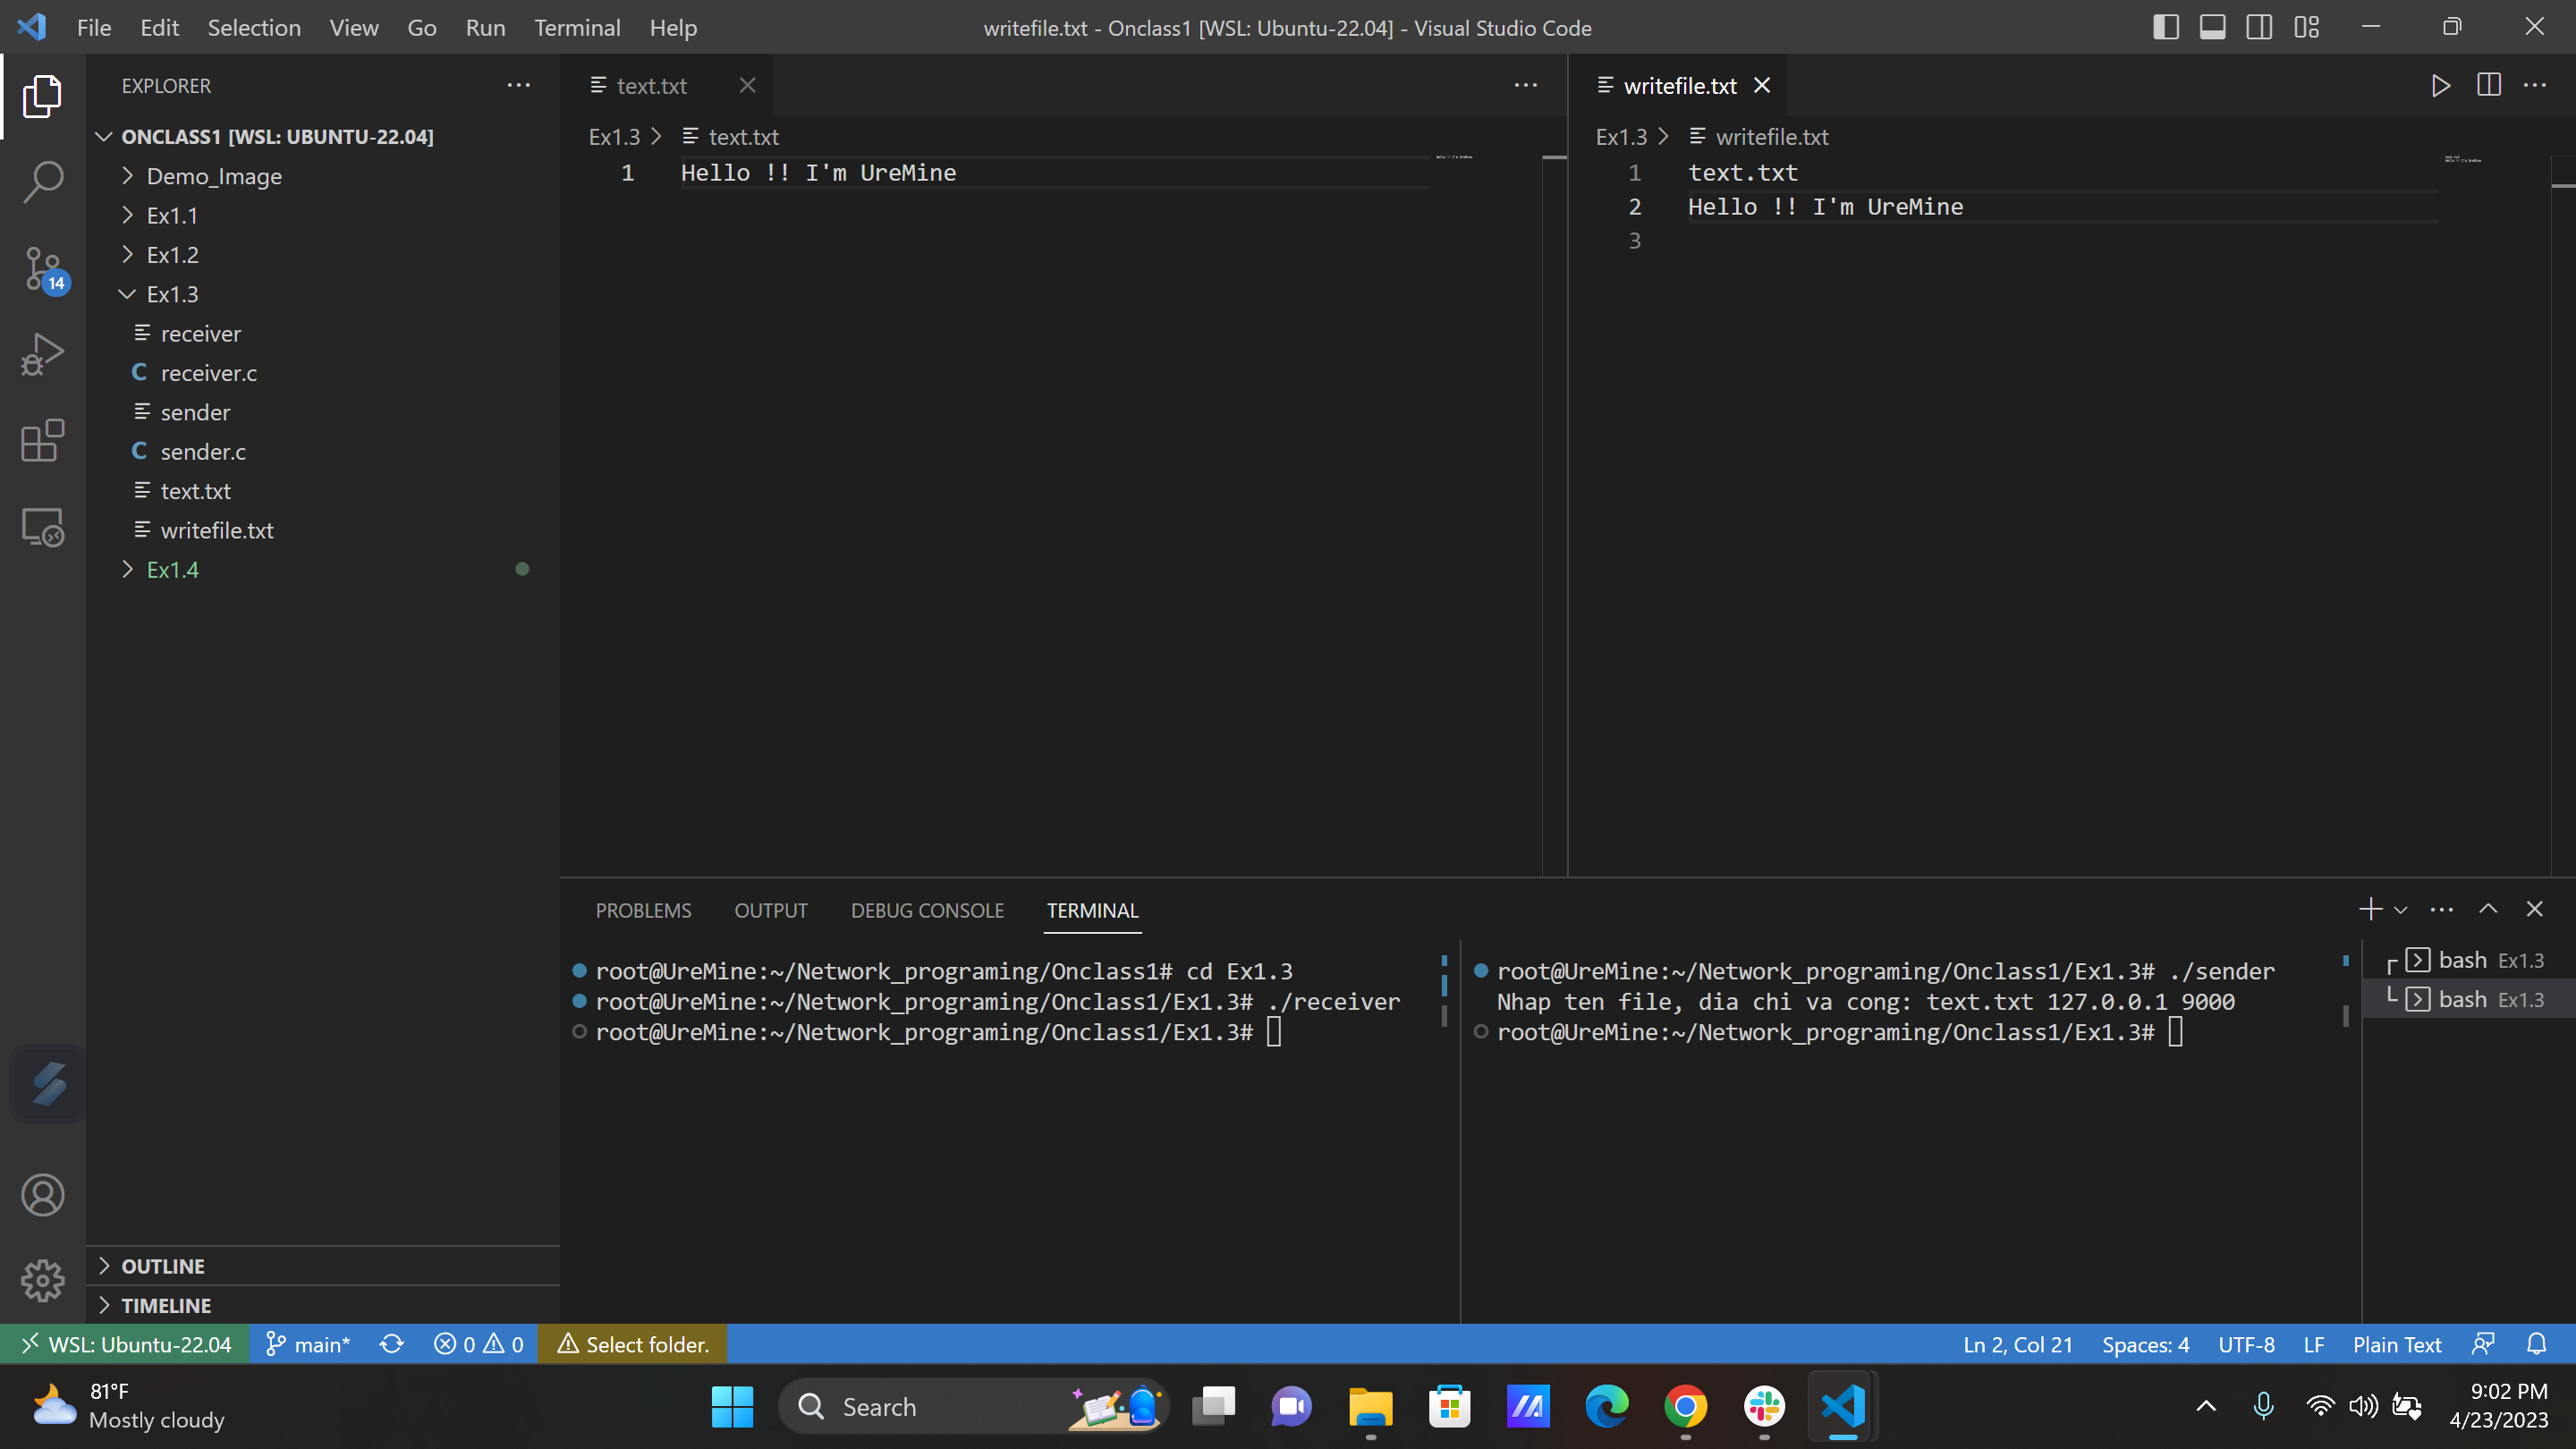 File Edit Selection View Go Run Terminal Help
writefile.txt - Onclass1 [WSL: Ubuntu-22.04] - Visual Studio Code
EXPLORER
ONCLASS1 [WSL: UBUNTU-22.04]
Demo_Image
Ex1.1
Ex1.2
14
Ex1.3
receiver
C receiver.c
sender
C sender.c
text.txt
writefile.txt
Ex1.4
OUTLINE
TIMELINE
text.txt
Ex1.3 > text.txt
1 Hello !! I'm UreMine
writefile.txt
Ex1.3 > writefile.txt
1 text.txt
2 Hello !! I'm UreMine
3
PROBLEMS OUTPUT DEBUG CONSOLE TERMINAL
root@UreMine:~/Network_programing/Onclass1# cd Ex1.3
root@UreMine:~/Network_programing/Onclass1/Ex1.3# ./receiver
root@UreMine:~/Network_programing/Onclass1/Ex1.3#
root@UreMine:~/Network_programing/Onclass1/Ex1.3# ./sender
Nhap ten file, dia chi va cong: text.txt 127.0.0.1 9000
root@UreMine:~/Network_programing/Onclass1/Ex1.3#
bash Ex1.3
bash Ex1.3
WSL: Ubuntu-22.04 main* 0 0 Select folder.
Ln 2, Col 21 Spaces: 4 UTF-8 LF Plain Text
81°F
Mostly cloudy
Search
9:02 PM
4/23/2023